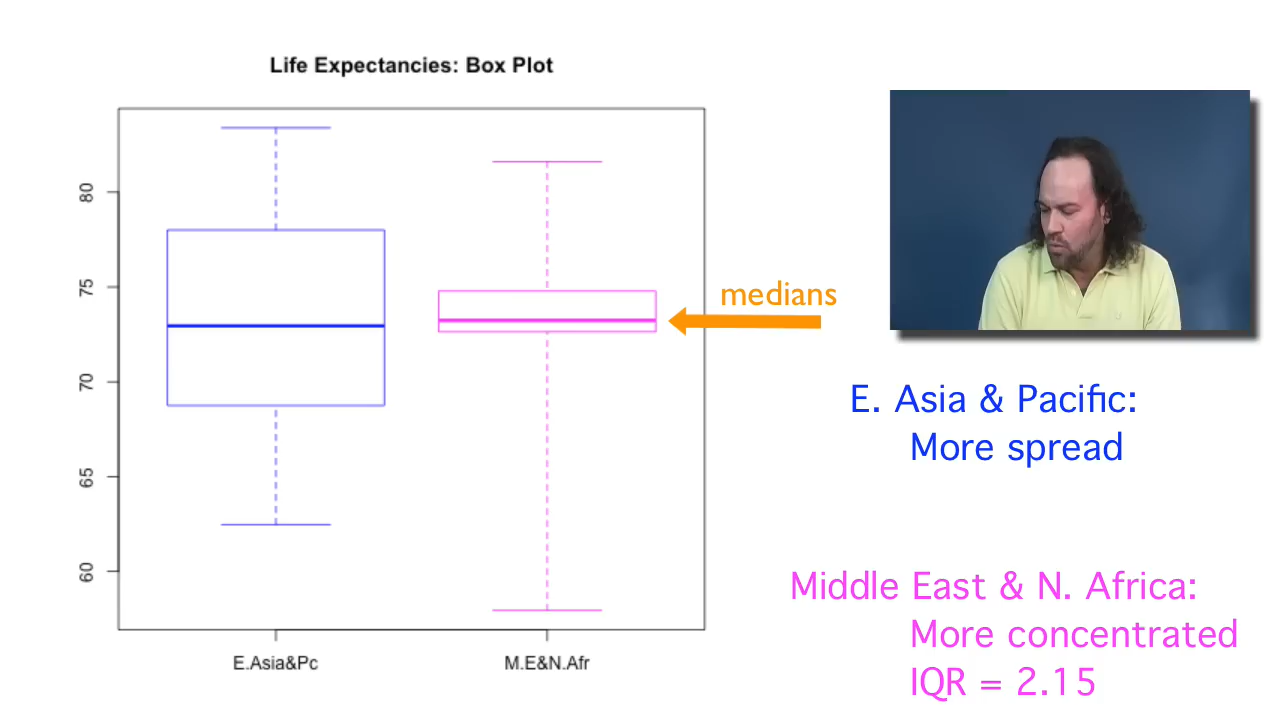 Life Expectancies: Box Plot
80
75
70
65
60
E.Asia&Pc
M.E&N.Afr
medians
E. Asia & Pacific:
More spread
Middle East & N. Africa:
More concentrated
IQR = 2.15